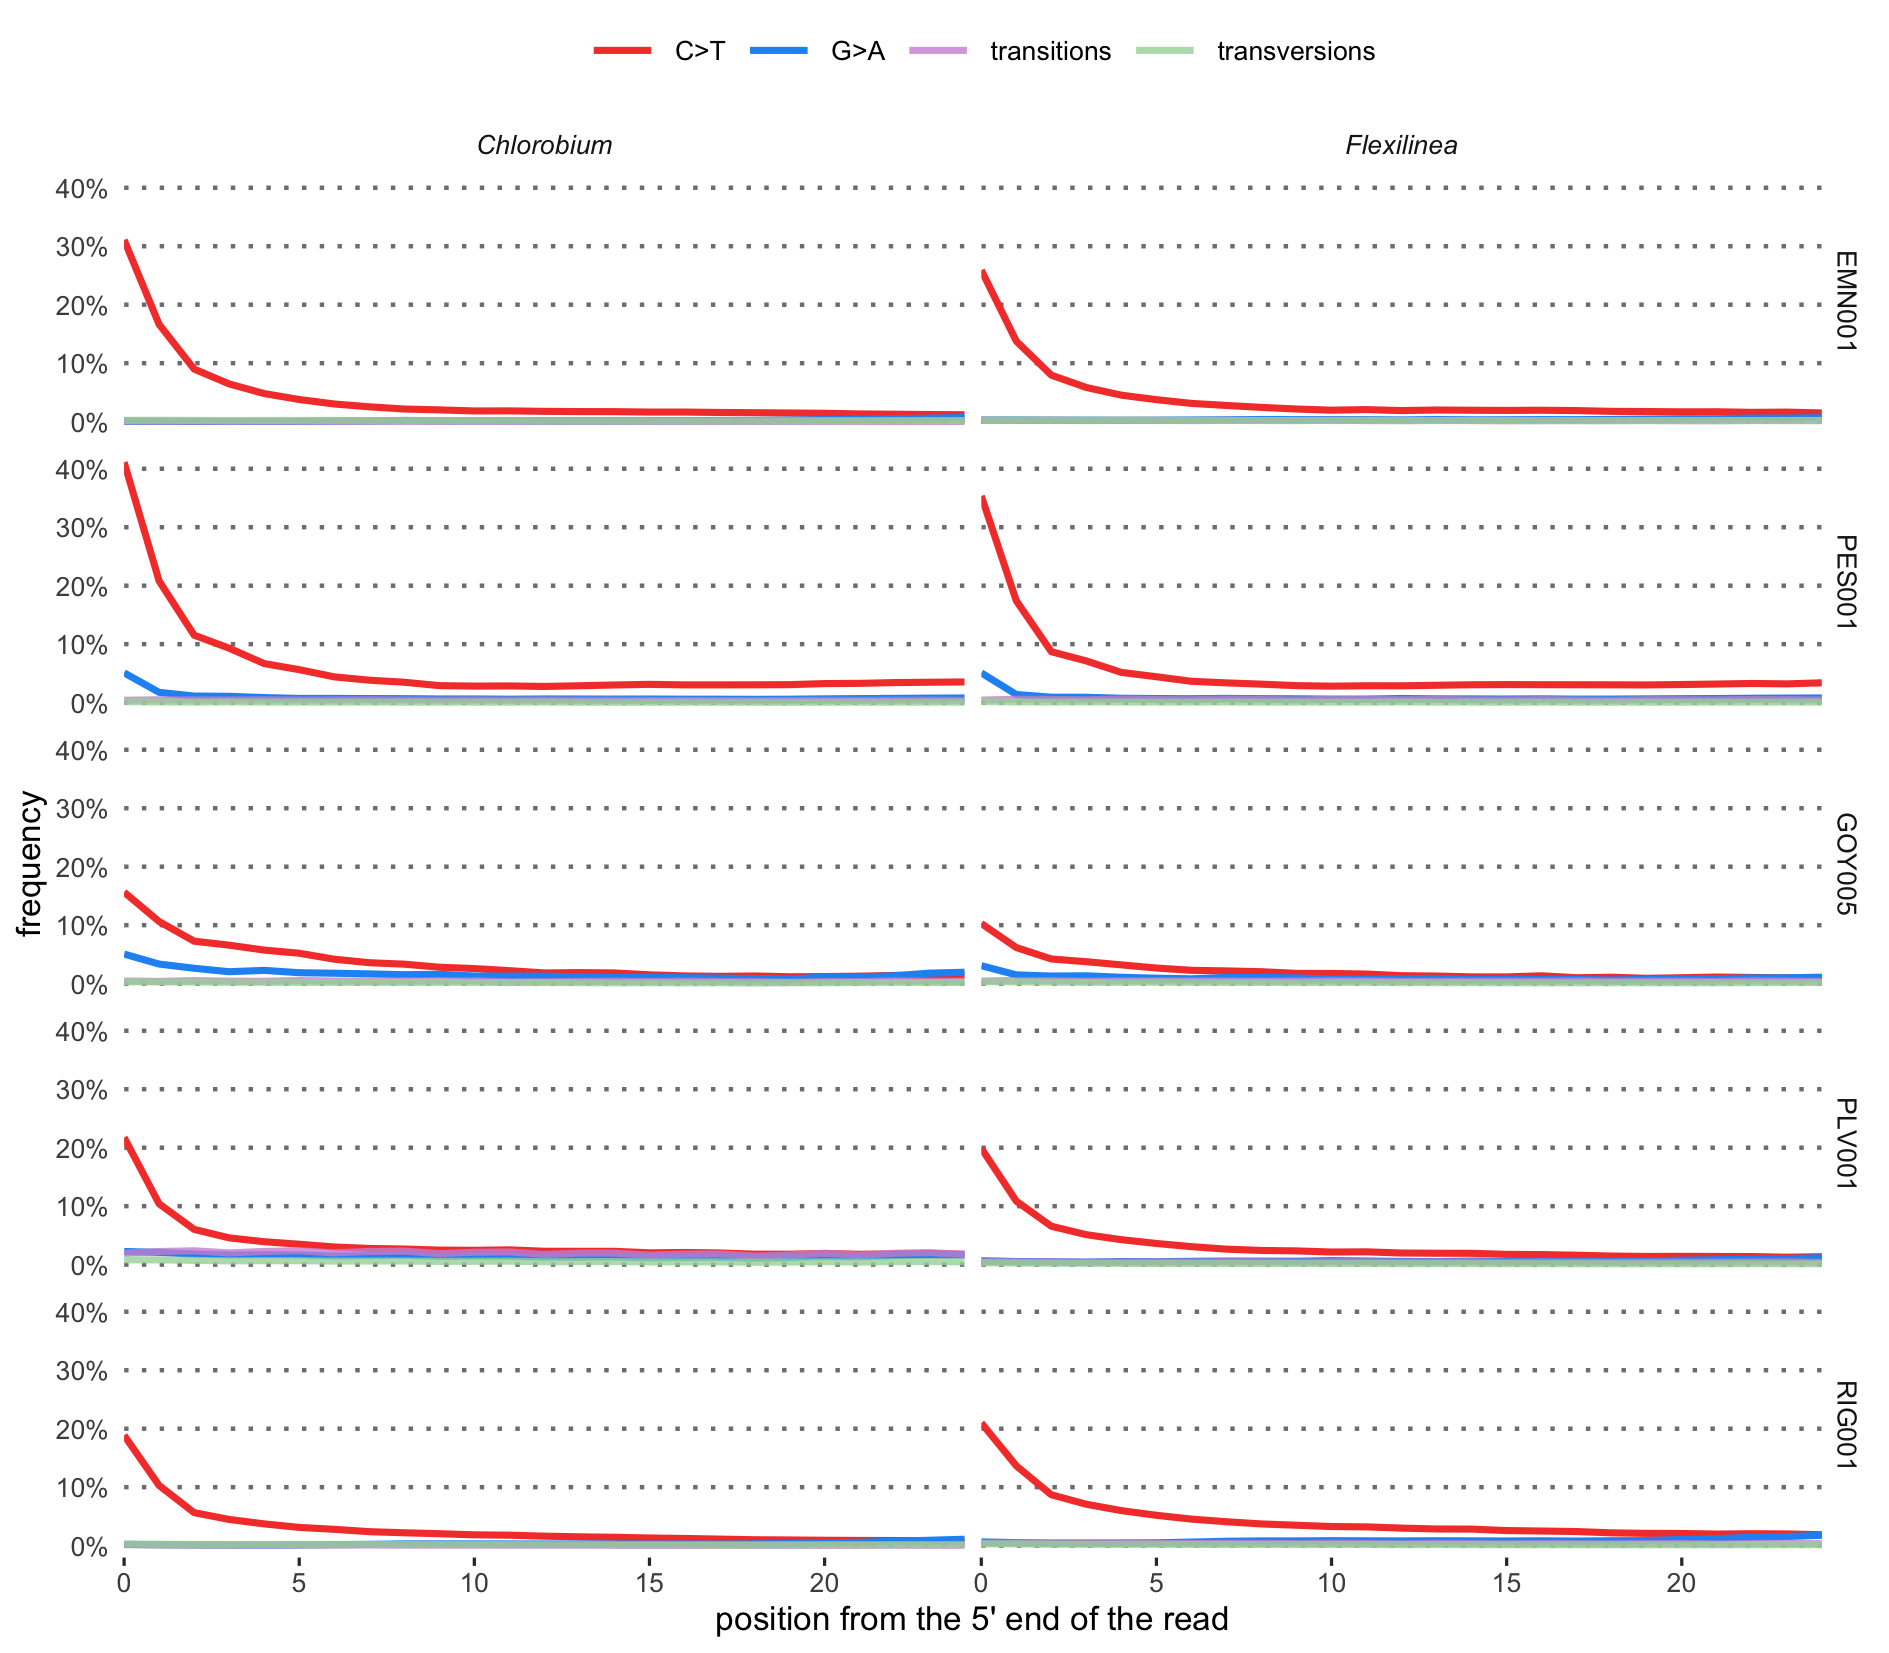 C>T G>A transitions transversions
Chlorobium Flexilinea
40%
30%
20%
10%
0%
EMN001
40%
30%
20%
10%
0%
PES001
40%
30%
20%
10%
0%
GOY005
frequency
40%
30%
20%
10%
0%
PLV001
40%
30%
20%
10%
0%
RIG001
0 5 10 15 20 0 5 10 15 20
position from the 5' end of the read